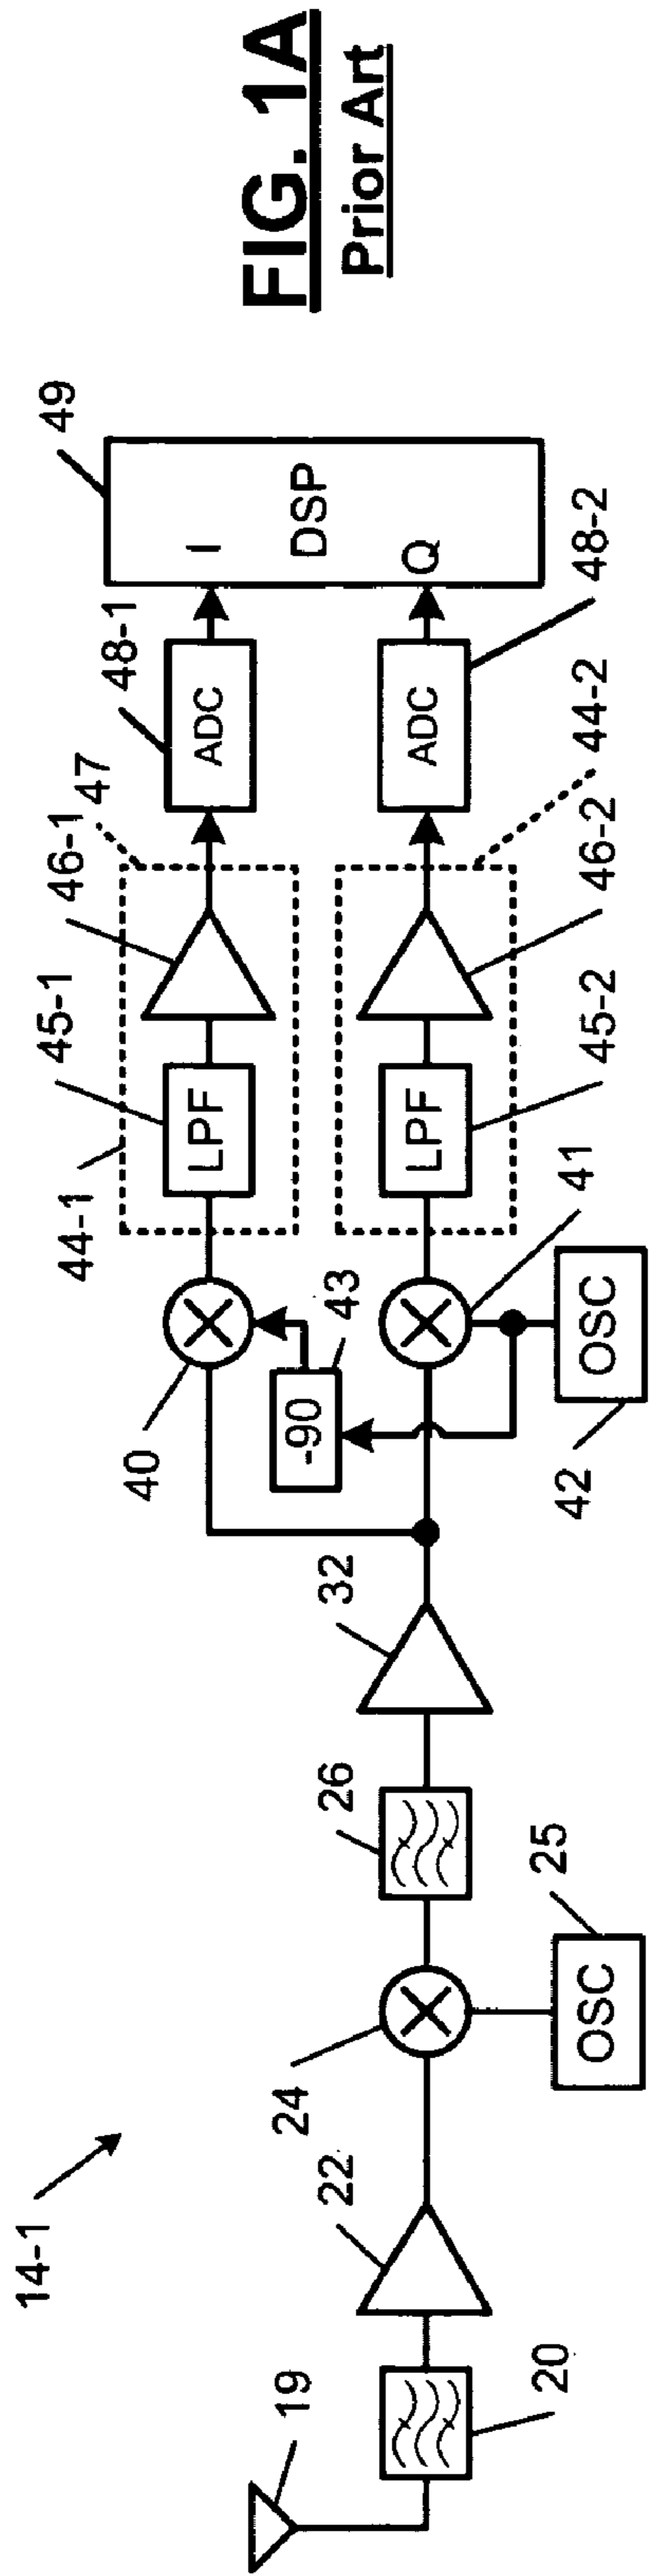 FIG. 1A
Prior Art
14-1
19
20
22
24
OSC
25
26
32
40
-90
43
41
OSC
42
44-1
LPF
45-1
46-1
47
ADC
48-1
LPF
45-2
46-2
44-2
ADC
48-2
I
DSP
Q
49